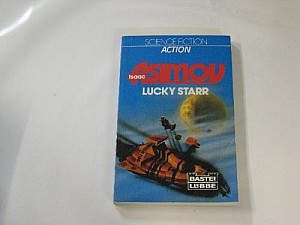 SCIENCE FICTION
ACTION
Isaac
ASIMOV
LUCKY STARR
BASTEI
LÜBBE